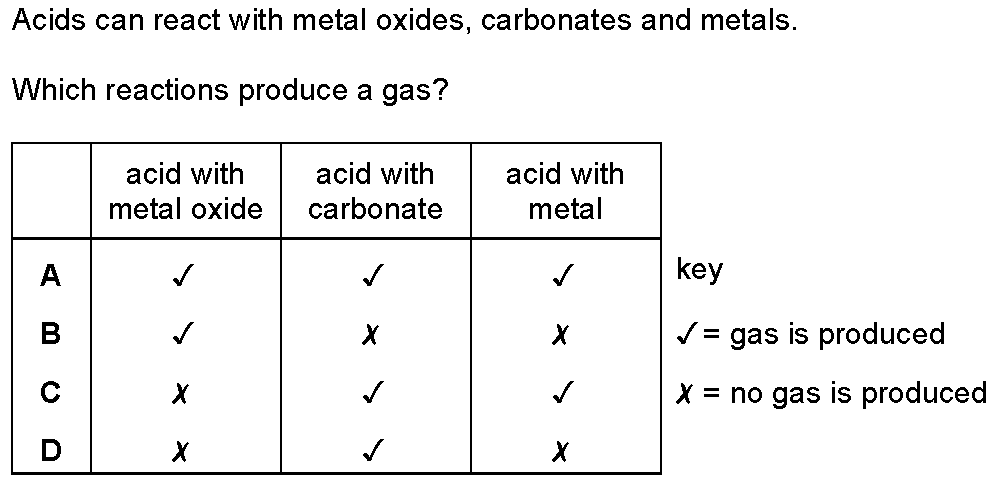 Acids can react with metal oxides, carbonates and metals.
Which reactions produce a gas?
acid with metal oxide acid with carbonate acid with metal
A ✓ ✓ ✓
B ✓ ✗ ✗
C ✗ ✓ ✓
D ✗ ✓ ✗
key
✓ = gas is produced
✗ = no gas is produced